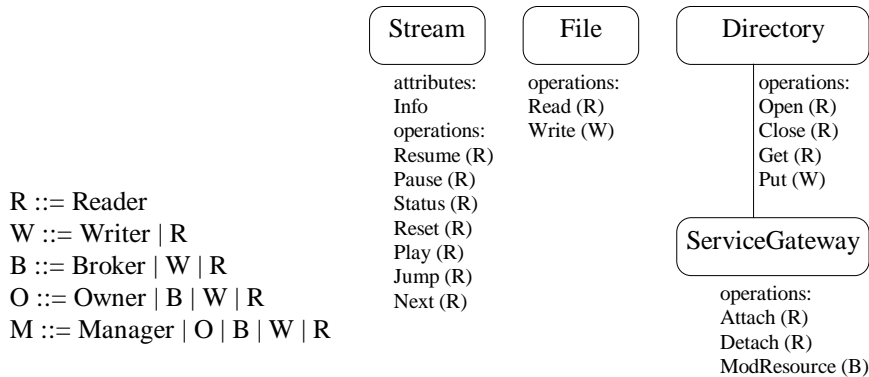 Stream
attributes:
Info
operations:
Resume (R)
Pause (R)
Status (R)
Reset (R)
Play (R)
Jump (R)
Next (R)
File
operations:
Read (R)
Write (W)
Directory
operations:
Open (R)
Close (R)
Get (R)
Put (W)
ServiceGateway
operations:
Attach (R)
Detach (R)
ModResource (B)
R ::= Reader
W ::= Writer | R
B ::= Broker | W | R
O ::= Owner | B | W | R
M ::= Manager | O | B | W | R